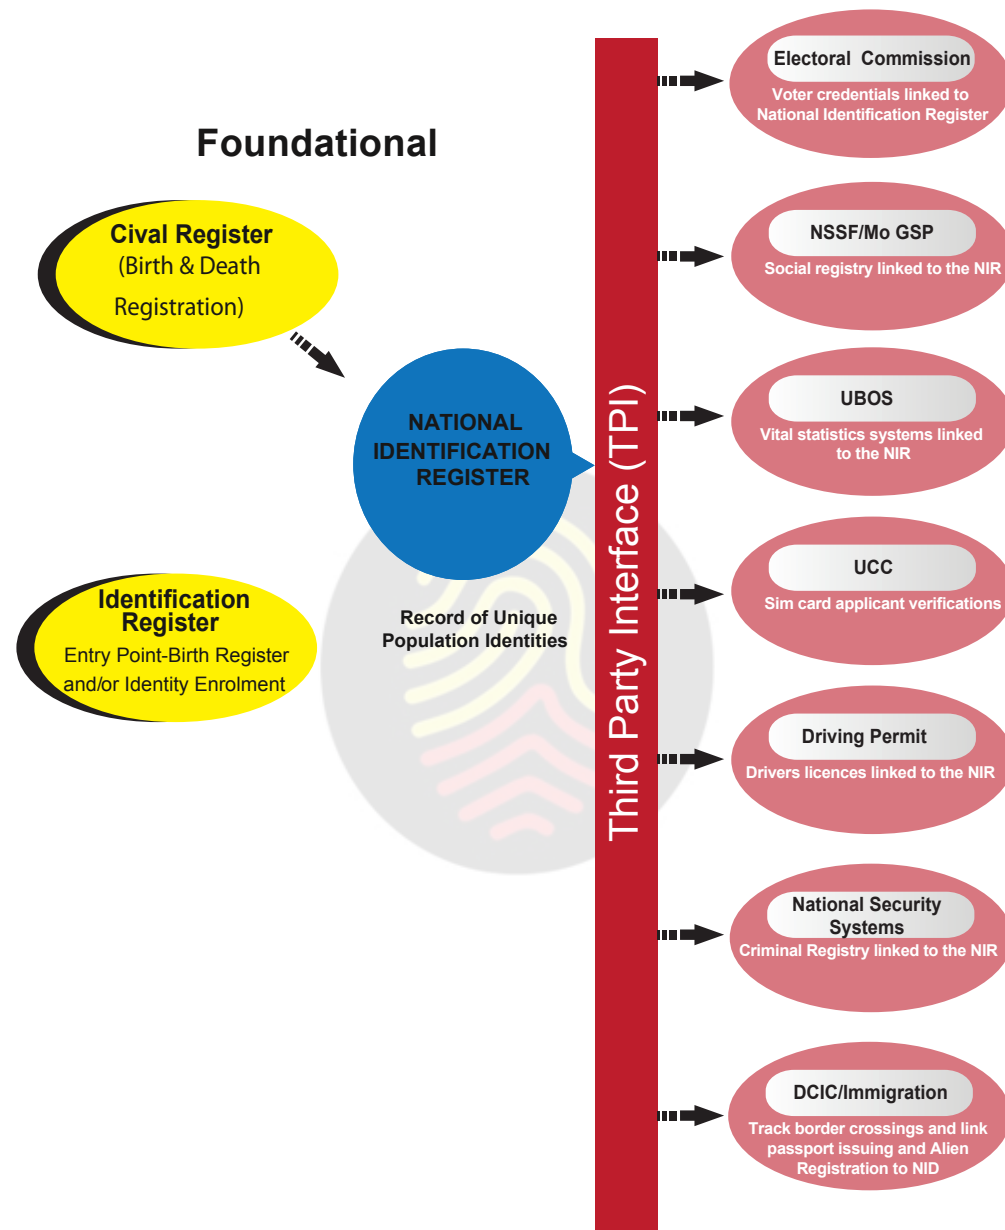 Foundational
Cival Register
(Birth & Death
Registration)
NATIONAL
IDENTIFICATION
REGISTER
Identification
Register
Entry Point-Birth Register
and/or Identity Enrolment
Record of Unique
Population Identities
Third Party Interface (TPI)
Electoral Commission
Voter credentials linked to
National Identification Register
NSSF/Mo GSP
Social registry linked to the NIR
UBOS
Vital statistics systems linked
to the NIR
UCC
Sim card applicant verifications
Driving Permit
Drivers licences linked to the NIR
National Security
Systems
Criminal Registry linked to the NIR
DCIC/Immigration
Track border crossings and link
passport issuing and Alien
Registration to NID